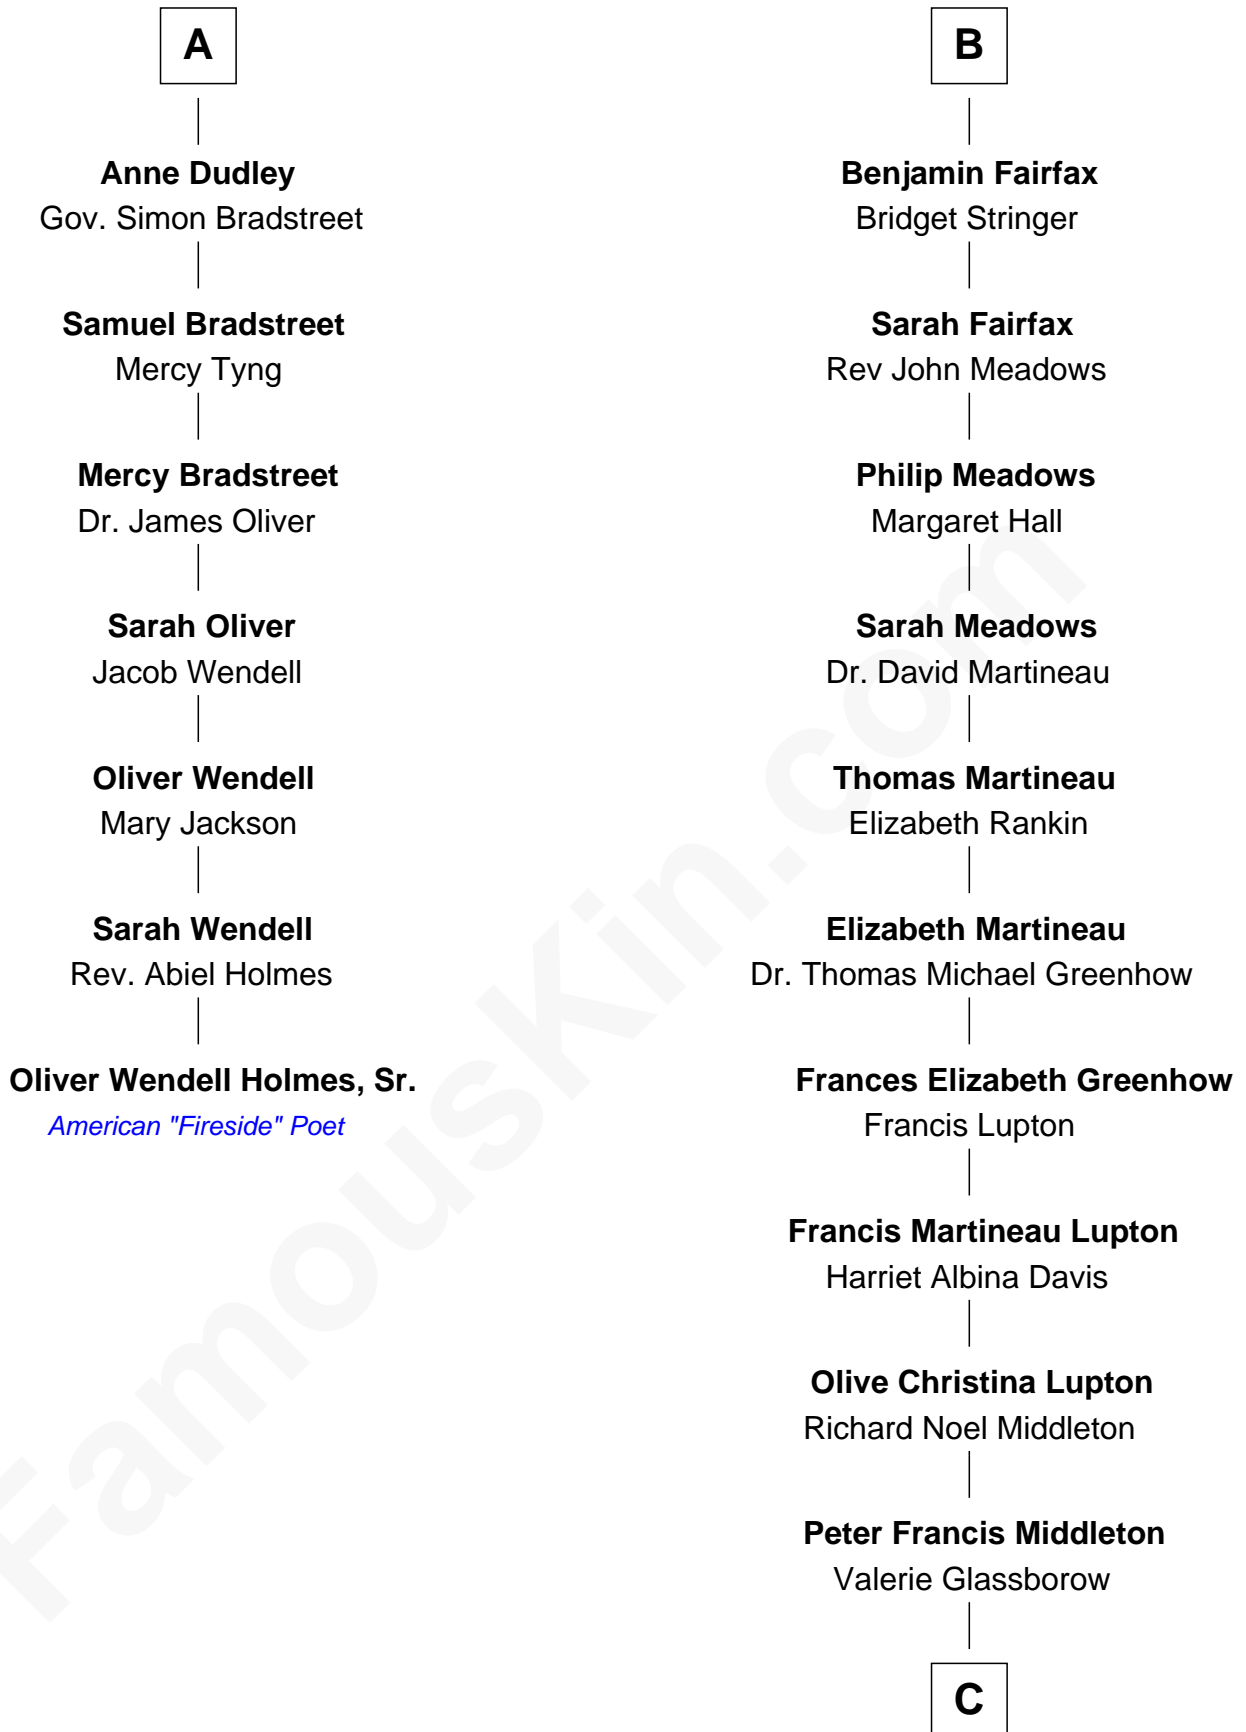 A
Anne Dudley
Gov. Simon Bradstreet
Samuel Bradstreet
Mercy Tyng
Mercy Bradstreet
Dr. James Oliver
Sarah Oliver
Jacob Wendell
Oliver Wendell
Mary Jackson
Sarah Wendell
Rev. Abiel Holmes
Oliver Wendell Holmes, Sr.
American "Fireside" Poet
B
Benjamin Fairfax
Bridget Stringer
Sarah Fairfax
Rev John Meadows
Philip Meadows
Margaret Hall
Sarah Meadows
Dr. David Martineau
Thomas Martineau
Elizabeth Rankin
Elizabeth Martineau
Dr. Thomas Michael Greenhow
Frances Elizabeth Greenhow
Francis Lupton
Francis Martineau Lupton
Harriet Albina Davis
Olive Christina Lupton
Richard Noel Middleton
Peter Francis Middleton
Valerie Glassborow
C
FamousKin.com